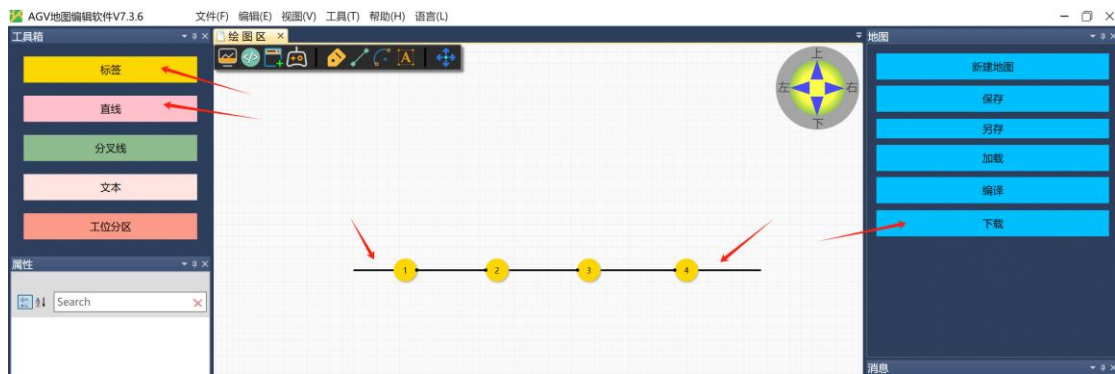 AGV地图编辑软件V7.3.6 文件(F) 编辑(E) 视图(V) 工具(T) 帮助(H) 语言(L)
工具箱
标签
直线
分叉线
文本
工位分区
属性
Search
绘图区
A
上
左
右
下
1 2 3 4
地图
新建地图
保存
另存
加载
编译
下载
消息